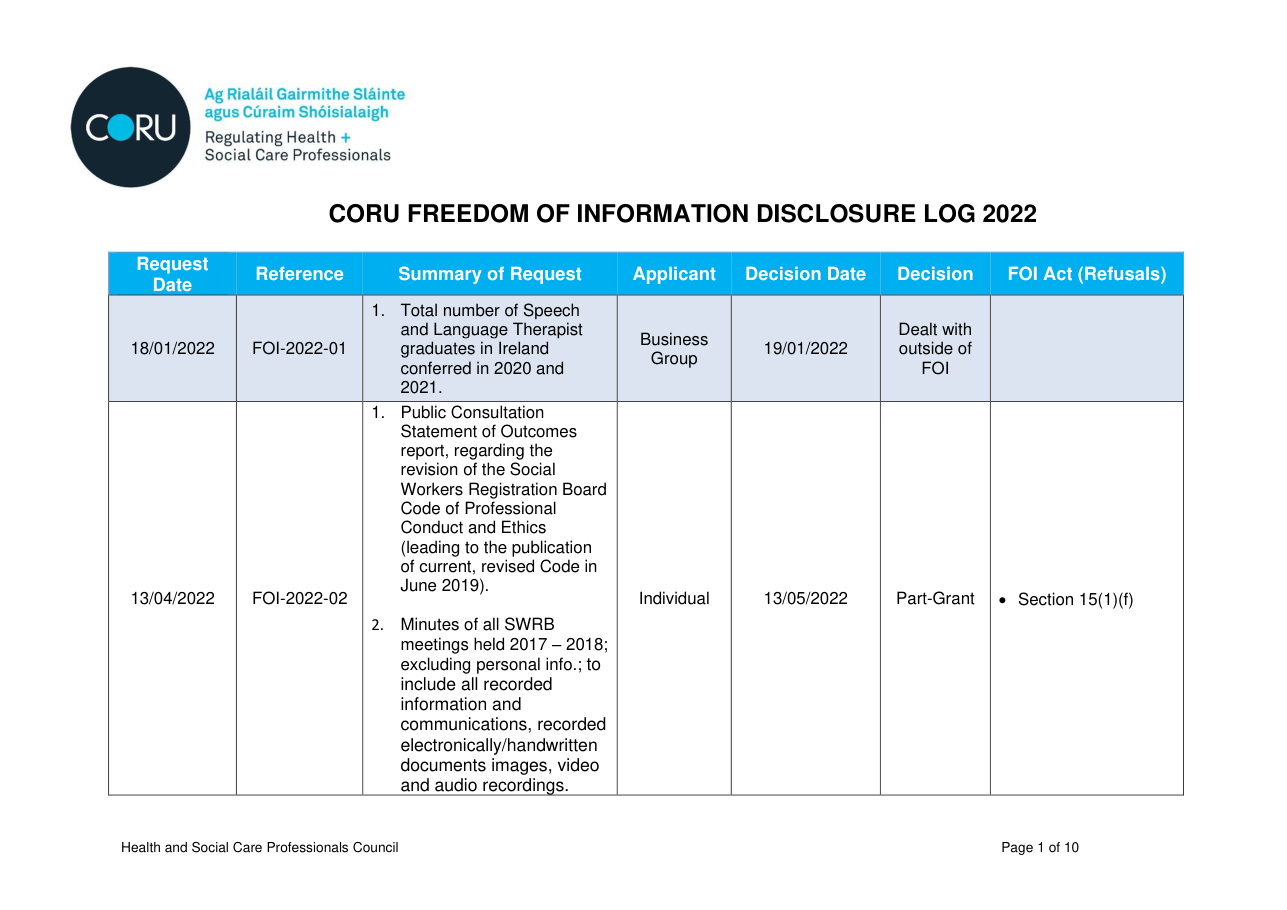 CORU
Ag Rialáil Gairmithe Sláinte
agus Cúraim Shóisialaigh
Regulating Health +
Social Care Professionals
CORU FREEDOM OF INFORMATION DISCLOSURE LOG 2022
Request
Date
Reference
Summary of Request
Applicant
Decision Date
Decision
FOI Act (Refusals)
18/01/2022
FOI-2022-01
1. Total number of Speech
and Language Therapist
graduates in Ireland
conferred in 2020 and
2021.
Business
Group
19/01/2022
Dealt with
outside of
FOI
13/04/2022
FOI-2022-02
1. Public Consultation
Statement of Outcomes
report, regarding the
revision of the Social
Workers Registration Board
Code of Professional
Conduct and Ethics
(leading to the publication
of current, revised Code in
June 2019).
2. Minutes of all SWRB
meetings held 2017 – 2018;
excluding personal info.; to
include all recorded
information and
communications, recorded
electronically/handwritten
documents images, video
and audio recordings.
Individual
13/05/2022
Part-Grant
• Section 15(1)(f)
Health and Social Care Professionals Council
Page 1 of 10